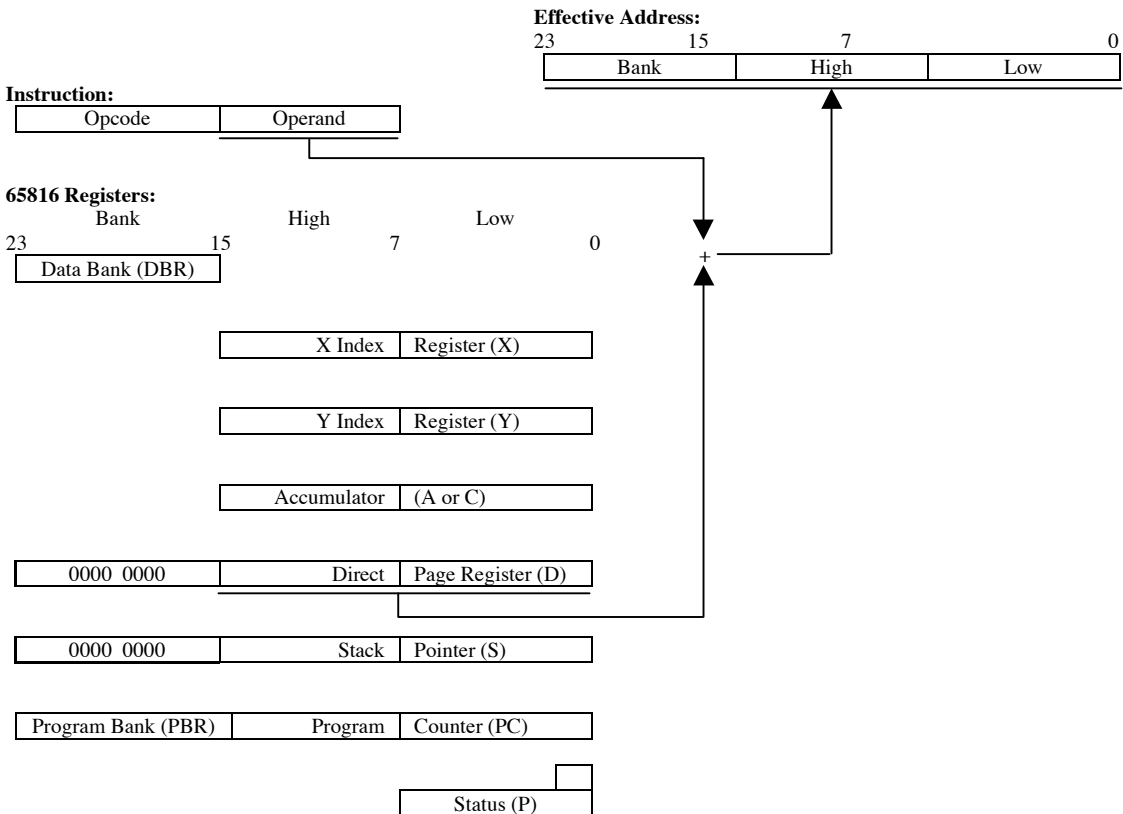 Effective Address:
23 15 7 0
Bank High Low
Instruction:
Opcode Operand
65816 Registers:
Bank High Low
23 15 7 0
+
Data Bank (DBR)
X Index Register (X)
Y Index Register (Y)
Accumulator (A or C)
0000 0000 Direct Page Register (D)
0000 0000 Stack Pointer (S)
Program Bank (PBR) Program Counter (PC)
Status (P)